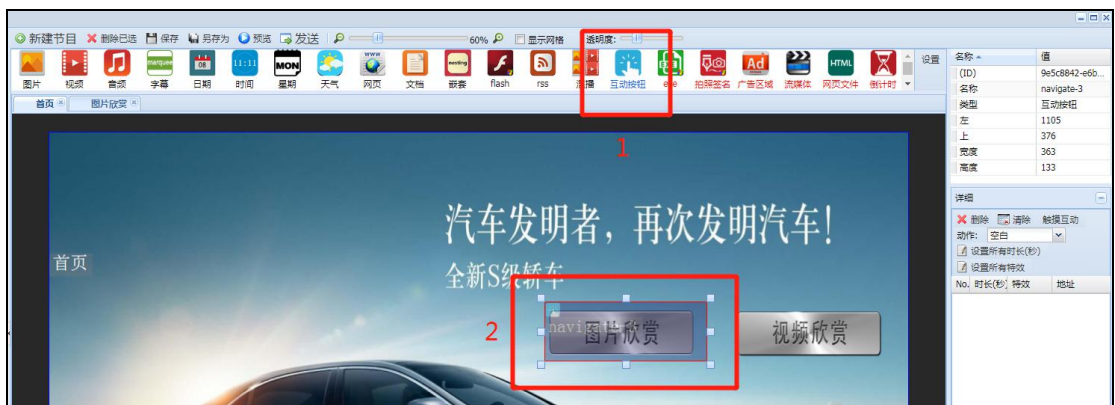 新建节目 删除已选 保存 另存为 预览 发送 60% 显示网格 透明度:
marquee 08 11:11 MON www nesting Ad HTML
图片 视频 音频 字幕 日期 时间 星期 天气 网页 文档 嵌套 flash rss 互动按钮 拍照签名 广告区域 流媒体 网页文件 倒计时 设置
首页 图片欣赏
1
汽车发明者，再次发明汽车！
首页
全新S级轿车
2
图片欣赏 视频欣赏
名称 值
(ID) 9e5c8842-e6b...
名称 navigate-3
类型 互动按钮
左 1105
上 376
宽度 363
高度 133
详细
删除 清除 触摸互动
动作: 空白
设置所有时长(秒)
设置所有特效
No. 时长(秒) 特效 地址